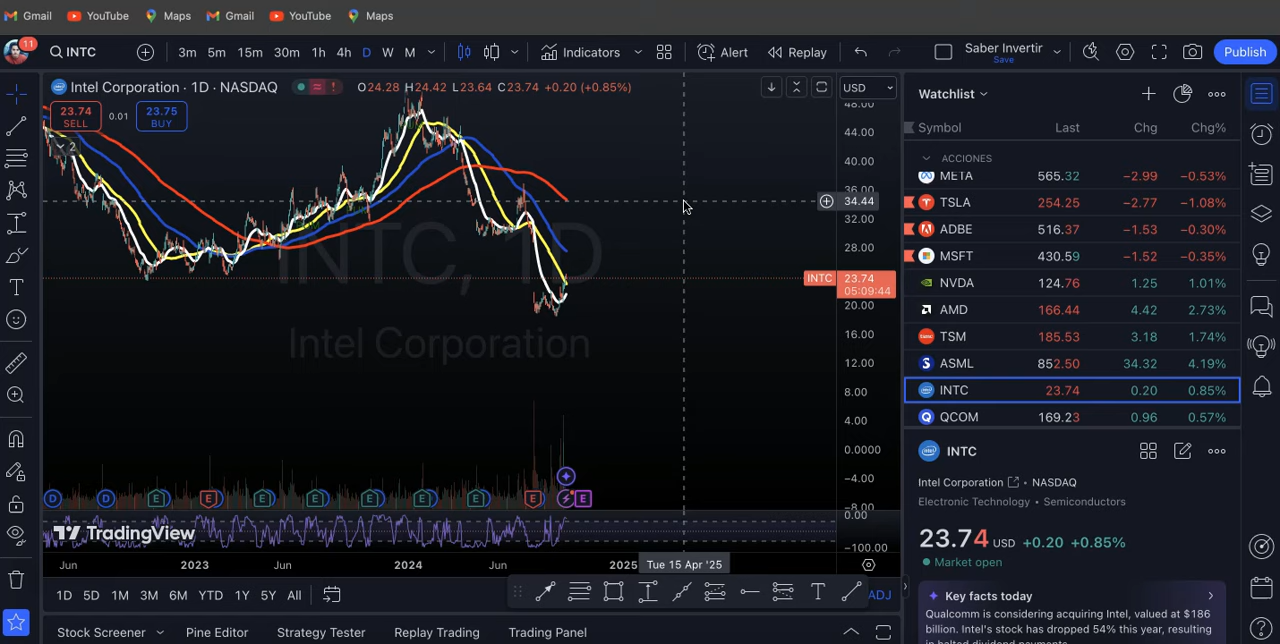 Gmail YouTube Maps Gmail YouTube Maps
11 INTC 3m 5m 15m 30m 1h 4h D W M Indicators Alert Replay Saber Invertir Save Publish
Intel Corporation · 1D · NASDAQ O24.28 H24.42 L23.64 C23.74 +0.20 (+0.85%) USD
23.74 SELL 0.01 23.75 BUY
2
48.00
44.00
40.00
36.00
34.44
32.00
28.00
INTC 23.74
05:09:44
20.00
16.00
12.00
8.00
4.00
0.0000
−4.00
−8.00
0.00
−100.00
INTC, 1D
Intel Corporation
D D E E E E E E E E E
TradingView
Jun 2023 Jun 2024 Jun 2025 Tue 15 Apr '25
1D 5D 1M 3M 6M YTD 1Y 5Y All ADJ
Stock Screener Pine Editor Strategy Tester Replay Trading Trading Panel
Watchlist
Symbol Last Chg Chg%
ACCIONES
META 565.32 −2.99 −0.53%
TSLA 254.25 −2.77 −1.08%
ADBE 516.37 −1.53 −0.30%
MSFT 430.59 −1.52 −0.35%
NVDA 124.76 1.25 1.01%
AMD 166.44 4.42 2.73%
TSM 185.53 3.18 1.74%
ASML 852.50 34.32 4.19%
INTC 23.74 0.20 0.85%
QCOM 169.23 0.96 0.57%
INTC
Intel Corporation · NASDAQ
Electronic Technology · Semiconductors
23.74 USD +0.20 +0.85%
Market open
Key facts today
Qualcomm is considering acquiring Intel, valued at $186
billion. Intel's stock has dropped 54% this year, resulting
in halted dividend payments.